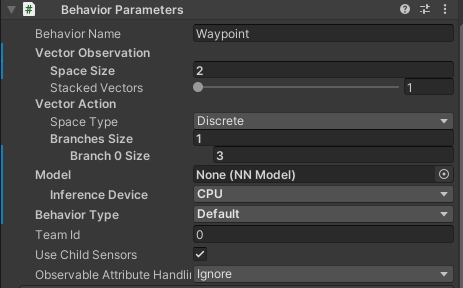 # Behavior Parameters
Behavior Name Waypoint
Vector Observation
Space Size 2
Stacked Vectors 1
Vector Action
Space Type Discrete
Branches Size 1
Branch 0 Size 3
Model None (NN Model)
Inference Device CPU
Behavior Type Default
Team Id 0
Use Child Sensors
Observable Attribute Handlin Ignore